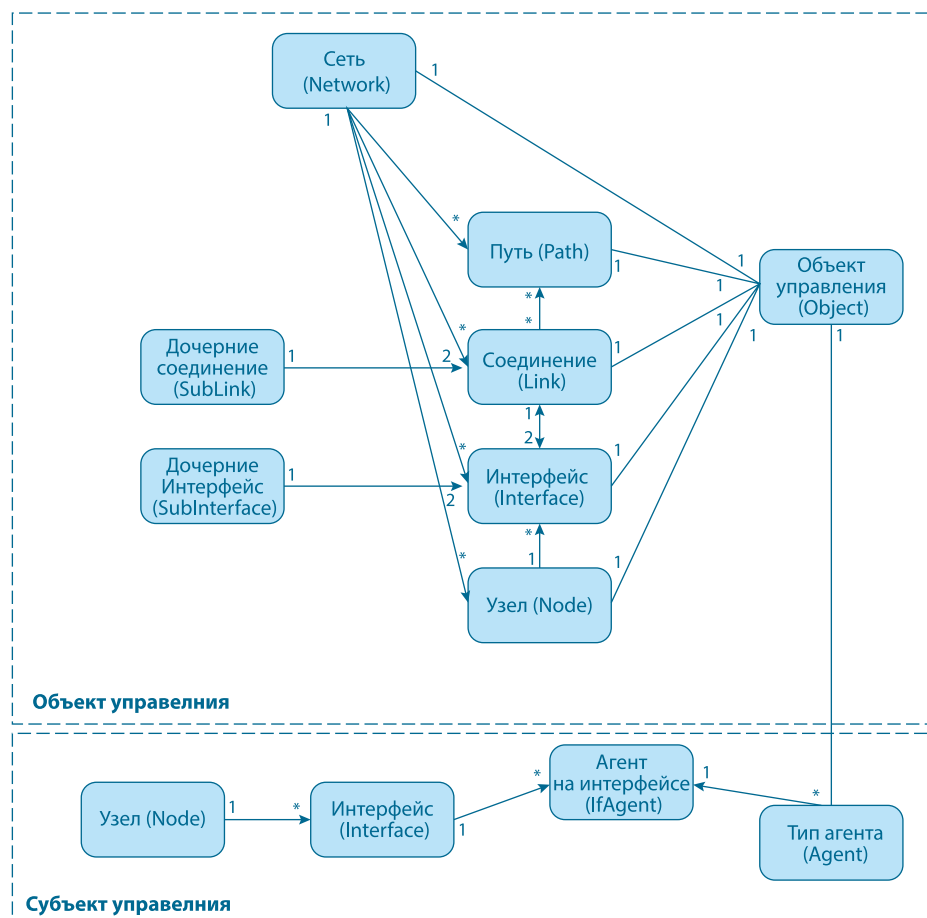 Сеть
(Network)
1
1
*
Путь (Path)
1
1
1
Объект
управления
(Object)
1
1
1
*
*
*
Дочерние
соединение
(SubLink)
1
2
Соединение
(Link)
1
1
2
*
1
Дочерние
Интерфейс
(SubInterface)
1
2
Интерфейс
(Interface)
*
1
*
1
Узел (Node)
Объект управелния
Узел (Node)
1
*
Интерфейс
(Interface)
1
*
Агент
на интерфейсе
(IfAgent)
1
*
Тип агента
(Agent)
Субъект управелния